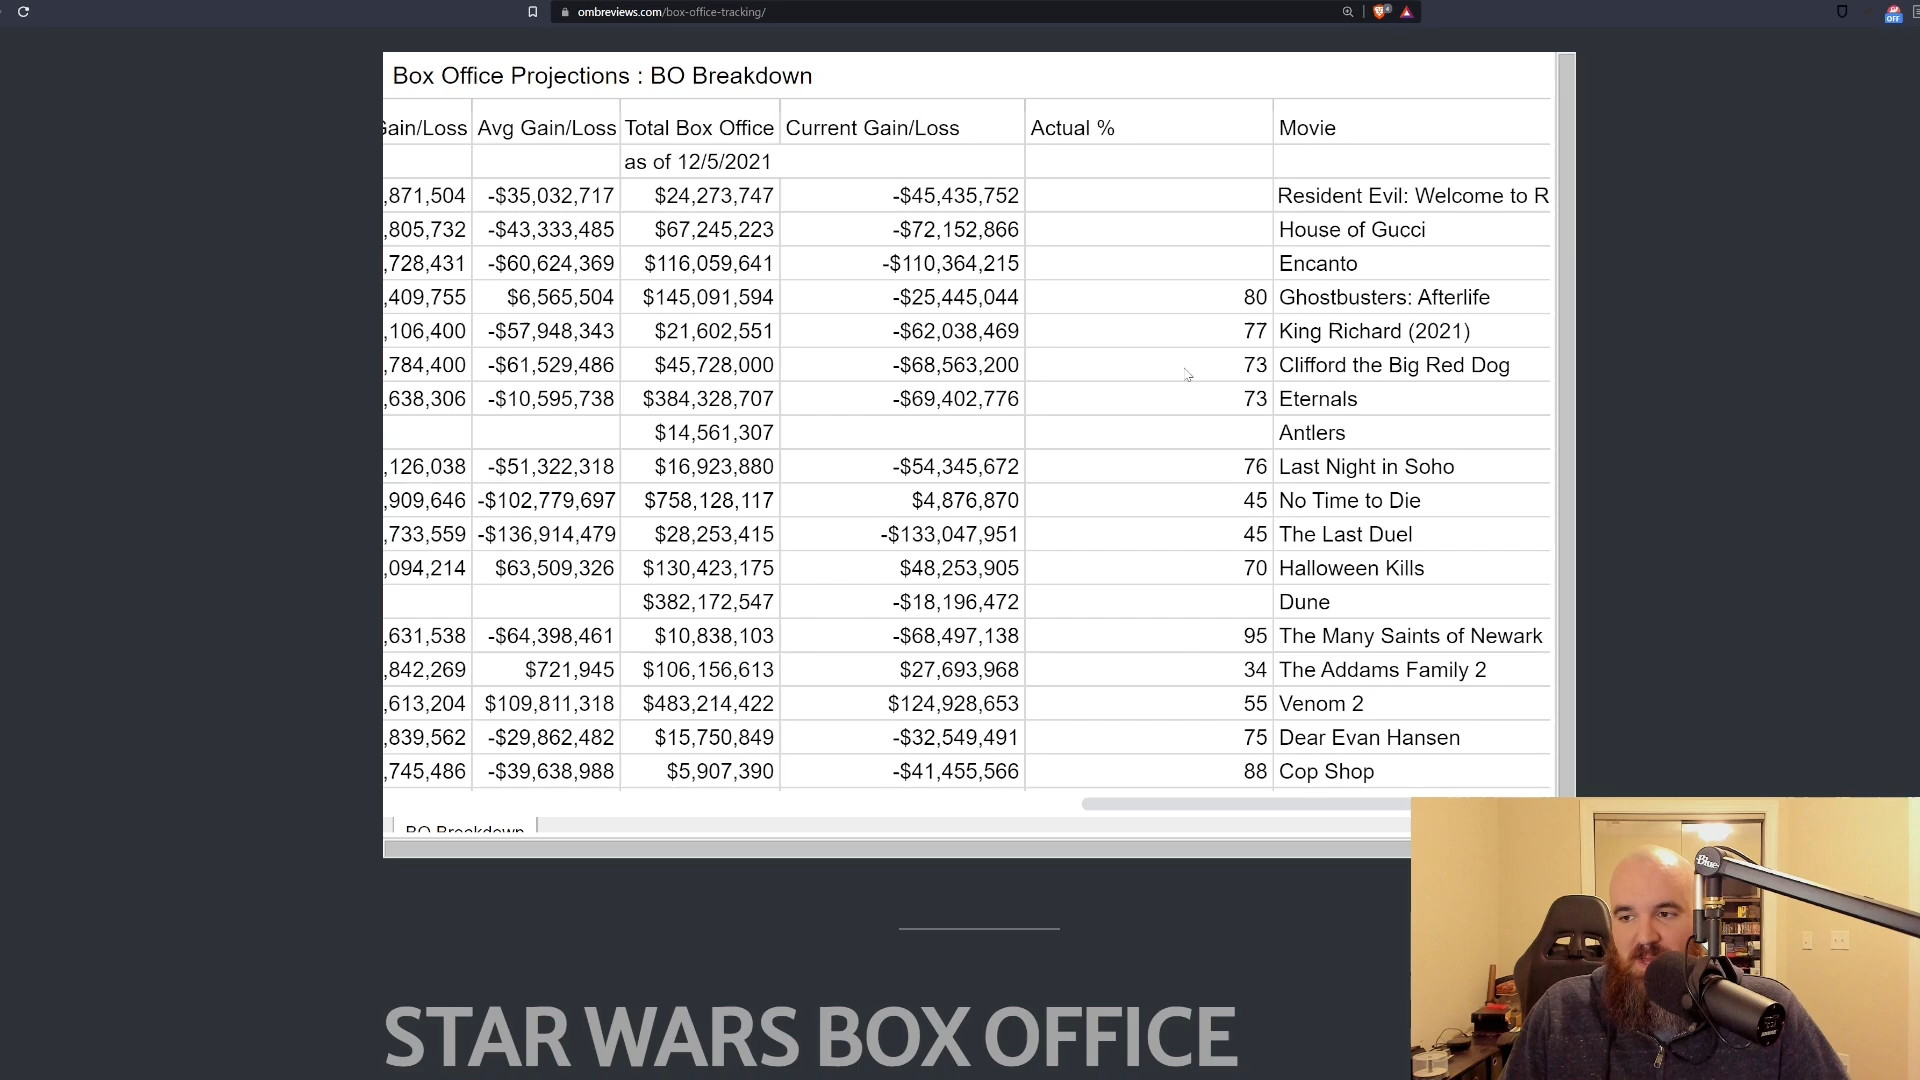 ombreviews.com/box-office-tracking/
4
OFF
Box Office Projections : BO Breakdown
Gain/Loss Avg Gain/Loss Total Box Office Current Gain/Loss Actual % Movie
as of 12/5/2021
,871,504 -$35,032,717 $24,273,747 -$45,435,752 Resident Evil: Welcome to R
,805,732 -$43,333,485 $67,245,223 -$72,152,866 House of Gucci
,728,431 -$60,624,369 $116,059,641 -$110,364,215 Encanto
,409,755 $6,565,504 $145,091,594 -$25,445,044 80 Ghostbusters: Afterlife
,106,400 -$57,948,343 $21,602,551 -$62,038,469 77 King Richard (2021)
,784,400 -$61,529,486 $45,728,000 -$68,563,200 73 Clifford the Big Red Dog
,638,306 -$10,595,738 $384,328,707 -$69,402,776 73 Eternals
$14,561,307 Antlers
,126,038 -$51,322,318 $16,923,880 -$54,345,672 76 Last Night in Soho
,909,646 -$102,779,697 $758,128,117 $4,876,870 45 No Time to Die
,733,559 -$136,914,479 $28,253,415 -$133,047,951 45 The Last Duel
,094,214 $63,509,326 $130,423,175 $48,253,905 70 Halloween Kills
$382,172,547 -$18,196,472 Dune
,631,538 -$64,398,461 $10,838,103 -$68,497,138 95 The Many Saints of Newark
,842,269 $721,945 $106,156,613 $27,693,968 34 The Addams Family 2
,613,204 $109,811,318 $483,214,422 $124,928,653 55 Venom 2
,839,562 -$29,862,482 $15,750,849 -$32,549,491 75 Dear Evan Hansen
,745,486 -$39,638,988 $5,907,390 -$41,455,566 88 Cop Shop
BO Breakdown
Blue
STAR WARS BOX OFFICE